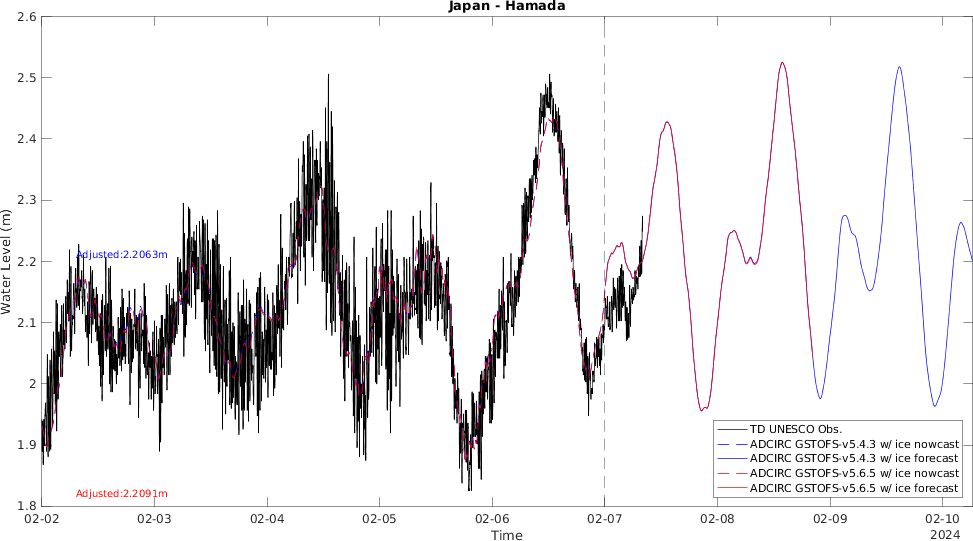 Japan - Hamada
2.6
2.5
2.4
2.3
2.2
2.1
2
1.9
1.8
Water Level (m)
Adjusted:2.2063m
Adjusted:2.2091m
TD UNESCO Obs.
ADCIRC GSTOFS-v5.4.3 w/ ice nowcast
ADCIRC GSTOFS-v5.4.3 w/ ice forecast
ADCIRC GSTOFS-v5.6.5 w/ ice nowcast
ADCIRC GSTOFS-v5.6.5 w/ ice forecast
02-02 02-03 02-04 02-05 02-06 02-07 02-08 02-09 02-10
2024
Time